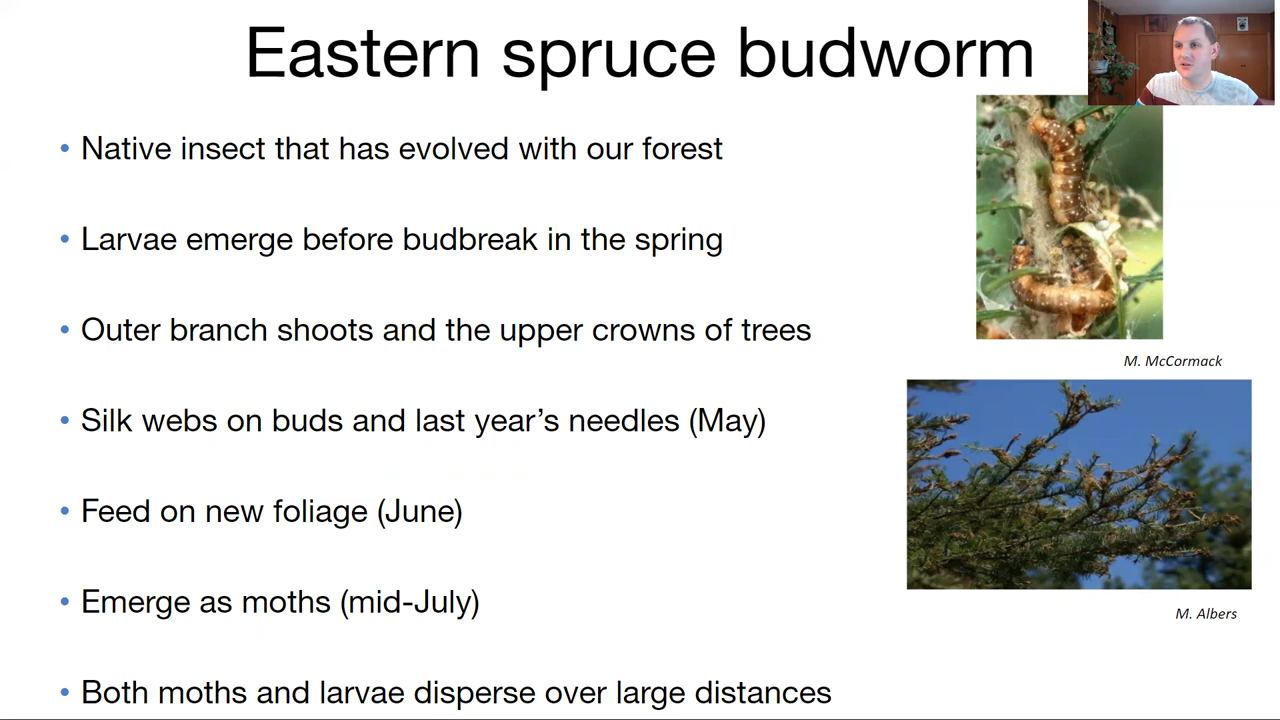 Eastern spruce budworm
• Native insect that has evolved with our forest
• Larvae emerge before budbreak in the spring
• Outer branch shoots and the upper crowns of trees
• Silk webs on buds and last year’s needles (May)
• Feed on new foliage (June)
• Emerge as moths (mid-July)
• Both moths and larvae disperse over large distances
M. McCormack
M. Albers